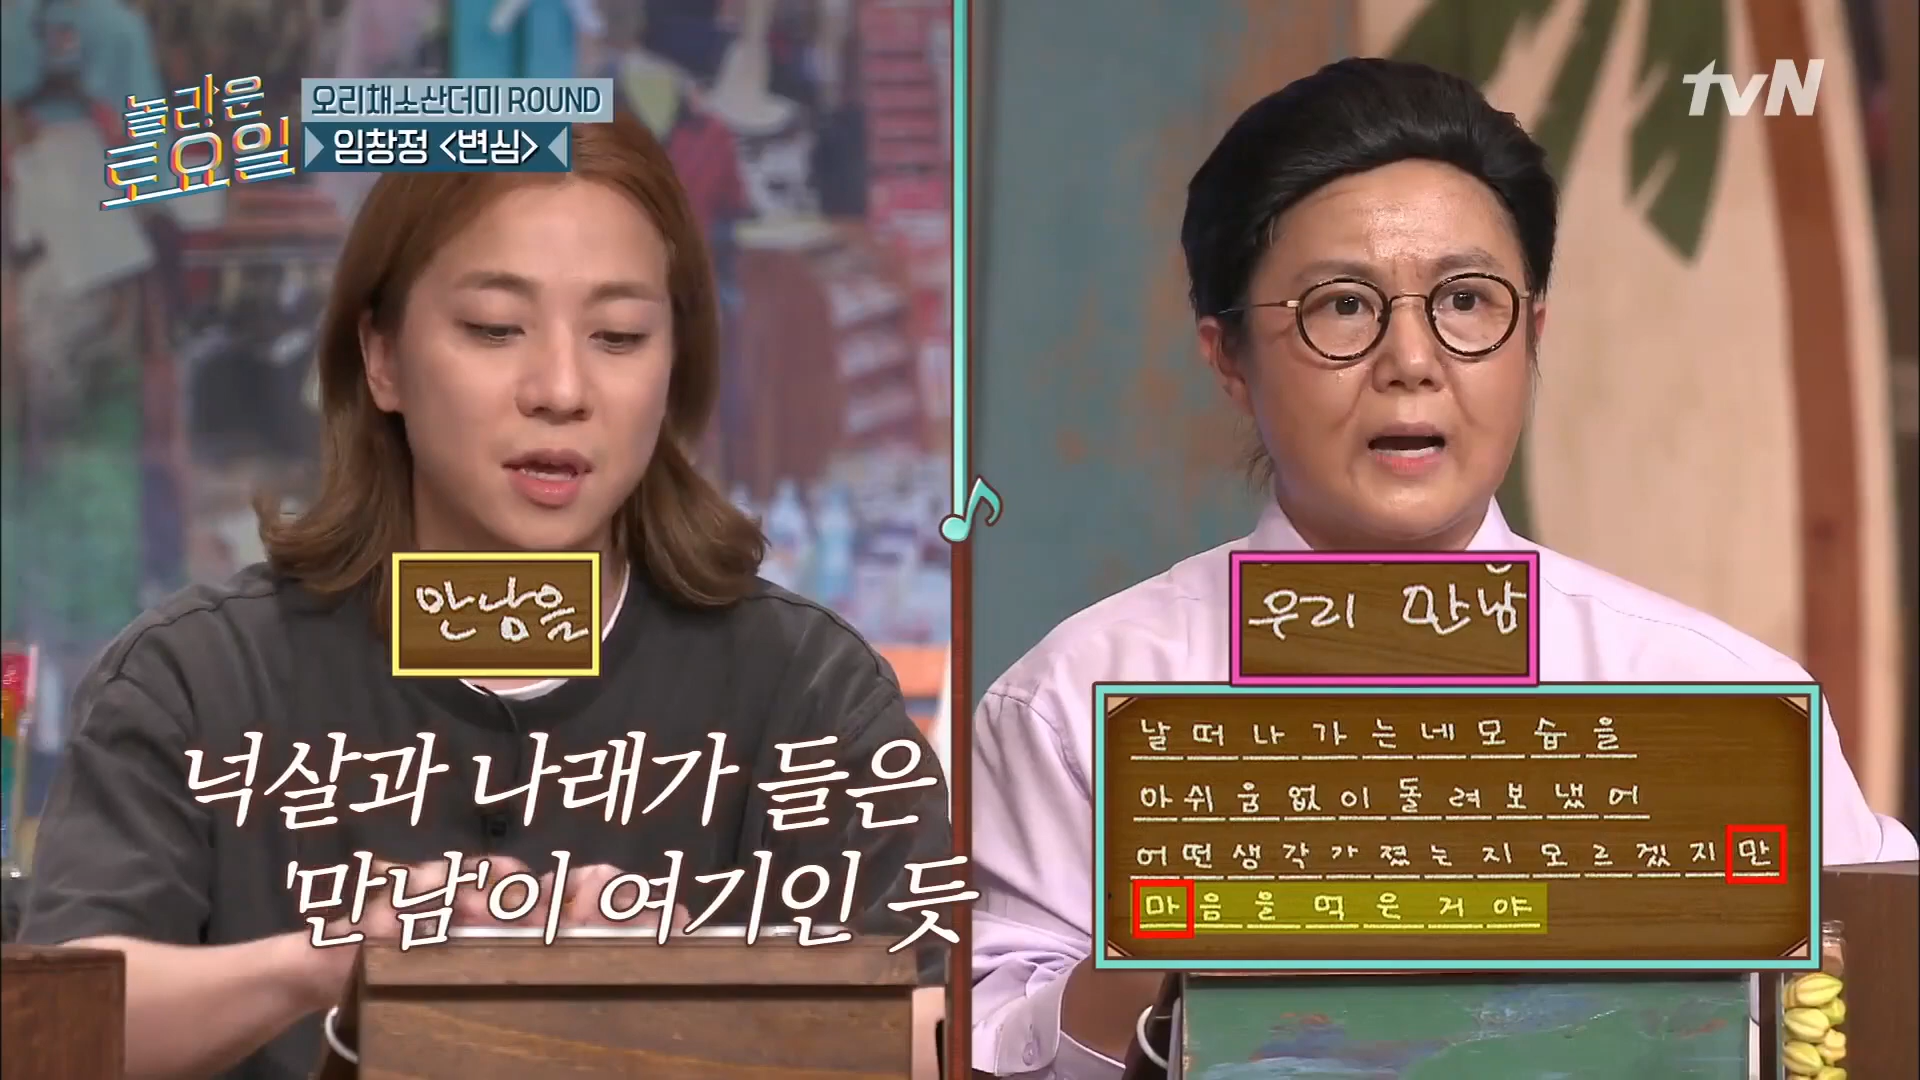 놀라운
토요일
오리채소산더미 ROUND
임창정 <변심>
tvN
만남을
우리 만남
넉살과 나래가 들은
'만남'이 여기인 듯
날떠나가는네모습을
아쉬움없이돌려보냈어
어떤생각가졌는지모르겠지만
마음을먹은거야